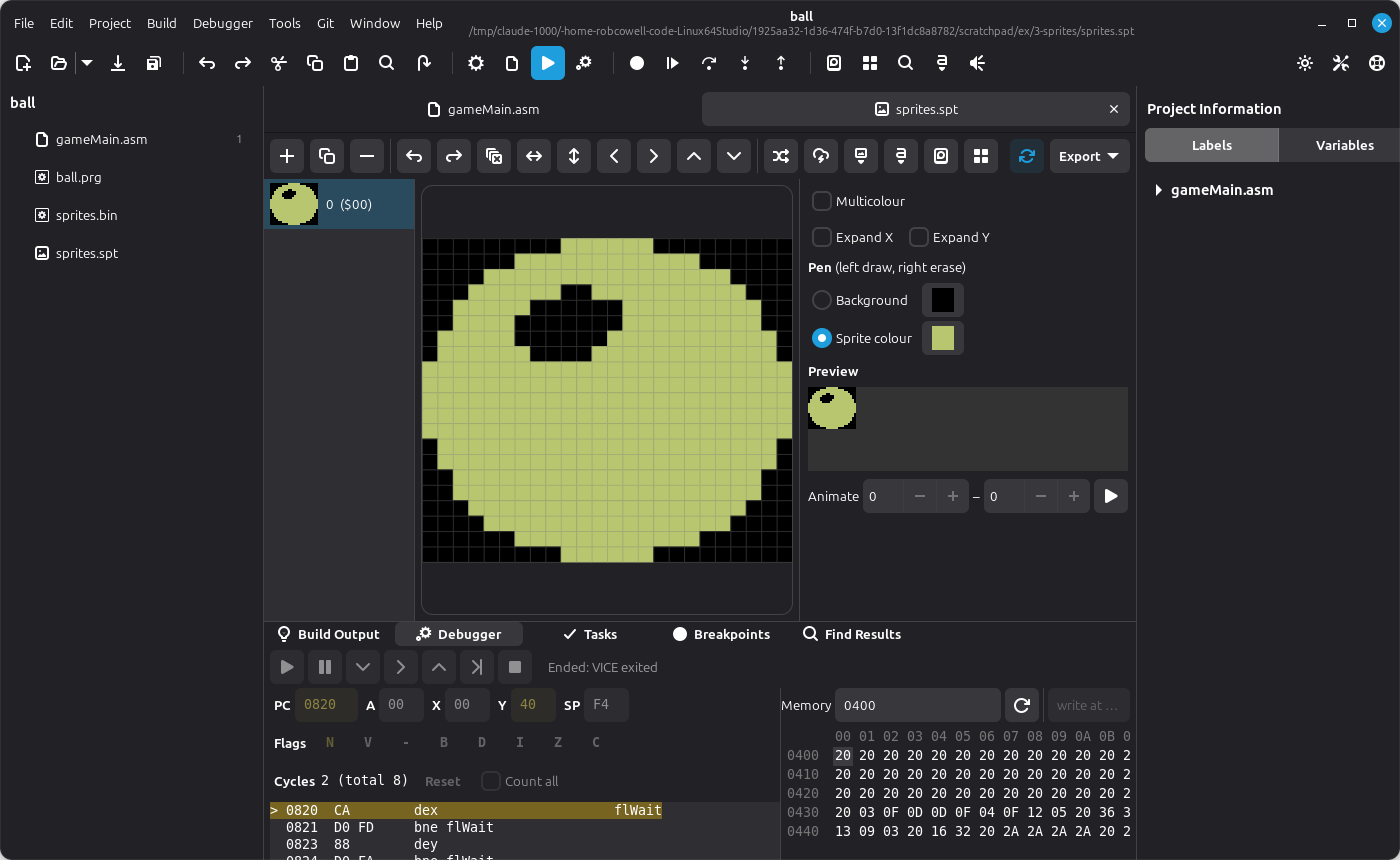 File Edit Project Build Debugger Tools Git Window Help
ball
/tmp/claude-1000/-home-robcowell-code-Linux64Studio/1925aa32-1d36-474f-b7d0-13f1dc8a8782/scratchpad/ex/3-sprites/sprites.spt
ball
gameMain.asm 1
ball.prg
sprites.bin
sprites.spt
gameMain.asm
sprites.spt
Export
0 ($00)
Multicolour
Expand X Expand Y
Pen (left draw, right erase)
Background
Sprite colour
Preview
Animate 0 – 0
Project Information
Labels Variables
gameMain.asm
Build Output Debugger Tasks Breakpoints Find Results
Ended: VICE exited
PC 0820 A 00 X 00 Y 40 SP F4
Flags N V - B D I Z C
Cycles 2 (total 8) Reset Count all
> 0820 CA dex flWait
0821 D0 FD bne flWait
0823 88 dey
0824 D0 FA bne flWait
Memory 0400 write at ...
00 01 02 03 04 05 06 07 08 09 0A 0B 0
0400 20 20 20 20 20 20 20 20 20 20 20 20 2
0410 20 20 20 20 20 20 20 20 20 20 20 20 2
0420 20 20 20 20 20 20 20 20 20 20 20 20 2
0430 20 03 0F 0D 0D 0F 04 0F 12 05 20 36 3
0440 13 09 03 20 16 32 20 2A 2A 2A 2A 20 2